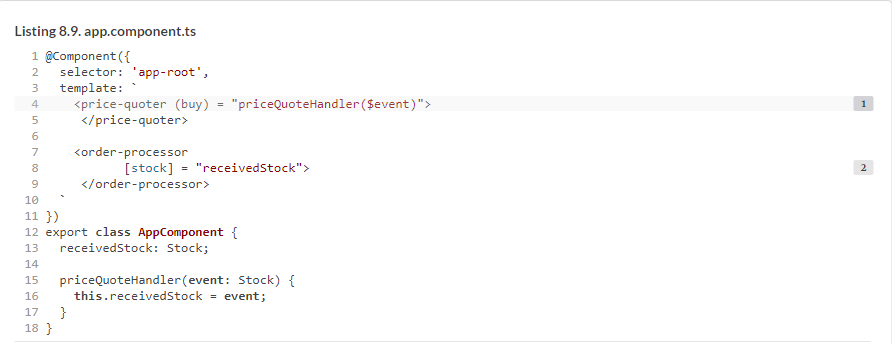 Listing 8.9. app.component.ts
1 @Component({
2   selector: 'app-root',
3   template: `
4     <price-quoter (buy) = "priceQuoteHandler($event)"> 1
5      </price-quoter>
6
7     <order-processor
8            [stock] = "receivedStock"> 2
9      </order-processor>
10   `
11 })
12 export class AppComponent {
13   receivedStock: Stock;
14
15   priceQuoteHandler(event: Stock) {
16     this.receivedStock = event;
17   }
18 }